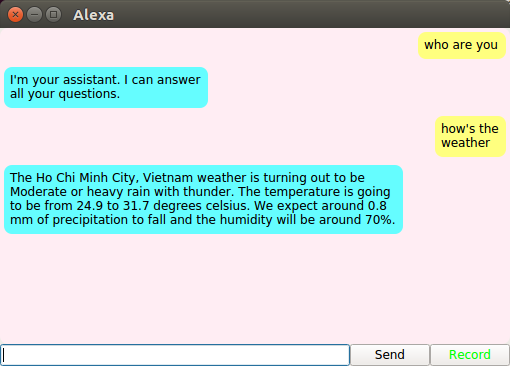 Alexa
who are you
I'm your assistant. I can answer
all your questions.
how's the
weather
The Ho Chi Minh City, Vietnam weather is turning out to be
Moderate or heavy rain with thunder. The temperature is going
to be from 24.9 to 31.7 degrees celsius. We expect around 0.8
mm of precipitation to fall and the humidity will be around 70%.
Send
Record